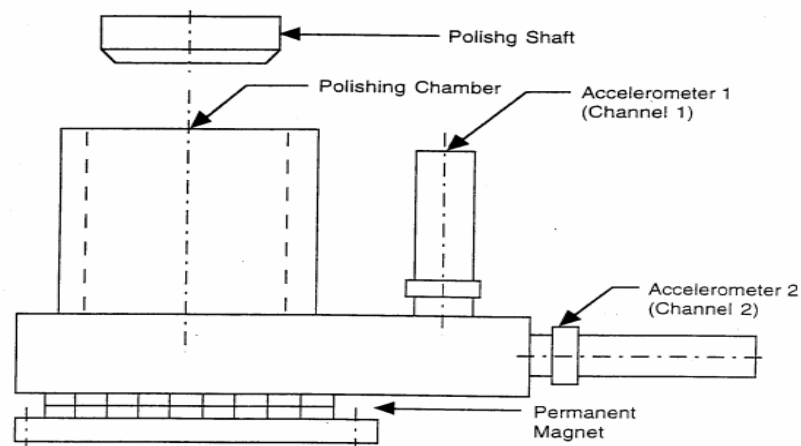 Polishg Shaft
Polishing Chamber
Accelerometer 1
(Channel 1)
Accelerometer 2
(Channel 2)
Permanent
Magnet